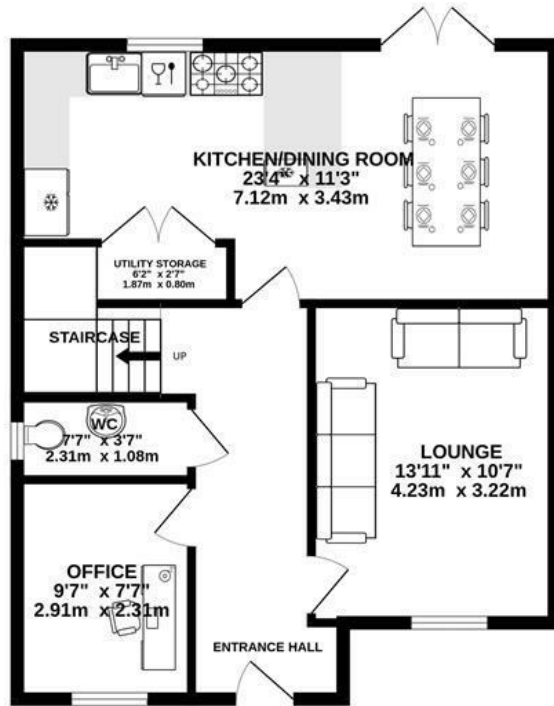 KITCHEN/DINING ROOM
23'4" x 11'3"
7.12m x 3.43m
UTILITY STORAGE
6'2" x 2'7"
1.87m x 0.80m
STAIRCASE
UP
WC
7'7" x 3'7"
2.31m x 1.08m
LOUNGE
13'11" x 10'7"
4.23m x 3.22m
OFFICE
9'7" x 7'7"
2.91m x 2.31m
ENTRANCE HALL